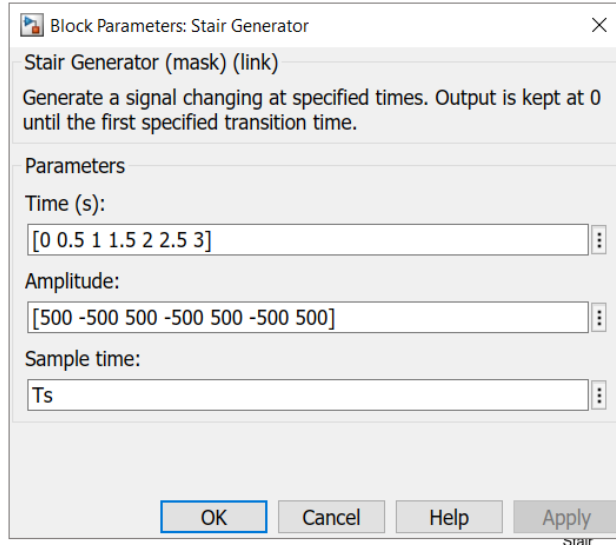 Block Parameters: Stair Generator
Stair Generator (mask) (link)
Generate a signal changing at specified times. Output is kept at 0
until the first specified transition time.
Parameters
Time (s):
[0 0.5 1 1.5 2 2.5 3]
Amplitude:
[500 -500 500 -500 500 -500 500]
Sample time:
Ts
OK Cancel Help Apply
Stair